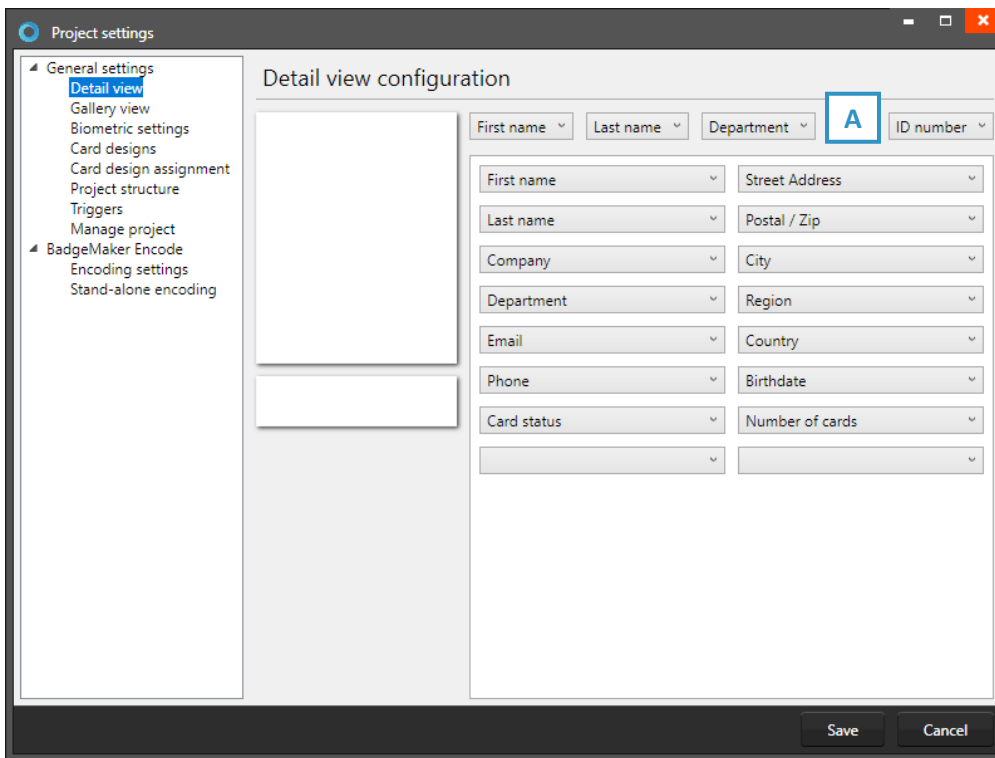 Project settings
General settings
Detail view
Gallery view
Biometric settings
Card designs
Card design assignment
Project structure
Triggers
Manage project
BadgeMaker Encode
Encoding settings
Stand-alone encoding
Detail view configuration
First name Last name Department A ID number
First name Street Address
Last name Postal / Zip
Company City
Department Region
Email Country
Phone Birthdate
Card status Number of cards
Save Cancel